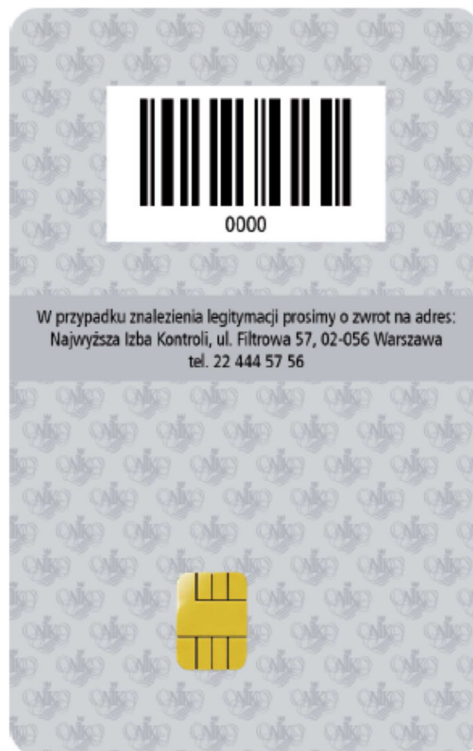 0000
W przypadku znalezienia legitymacji prosimy o zwrot na adres:
Najwyższa Izba Kontroli, ul. Filtrowa 57, 02-056 Warszawa
tel. 22 444 57 56